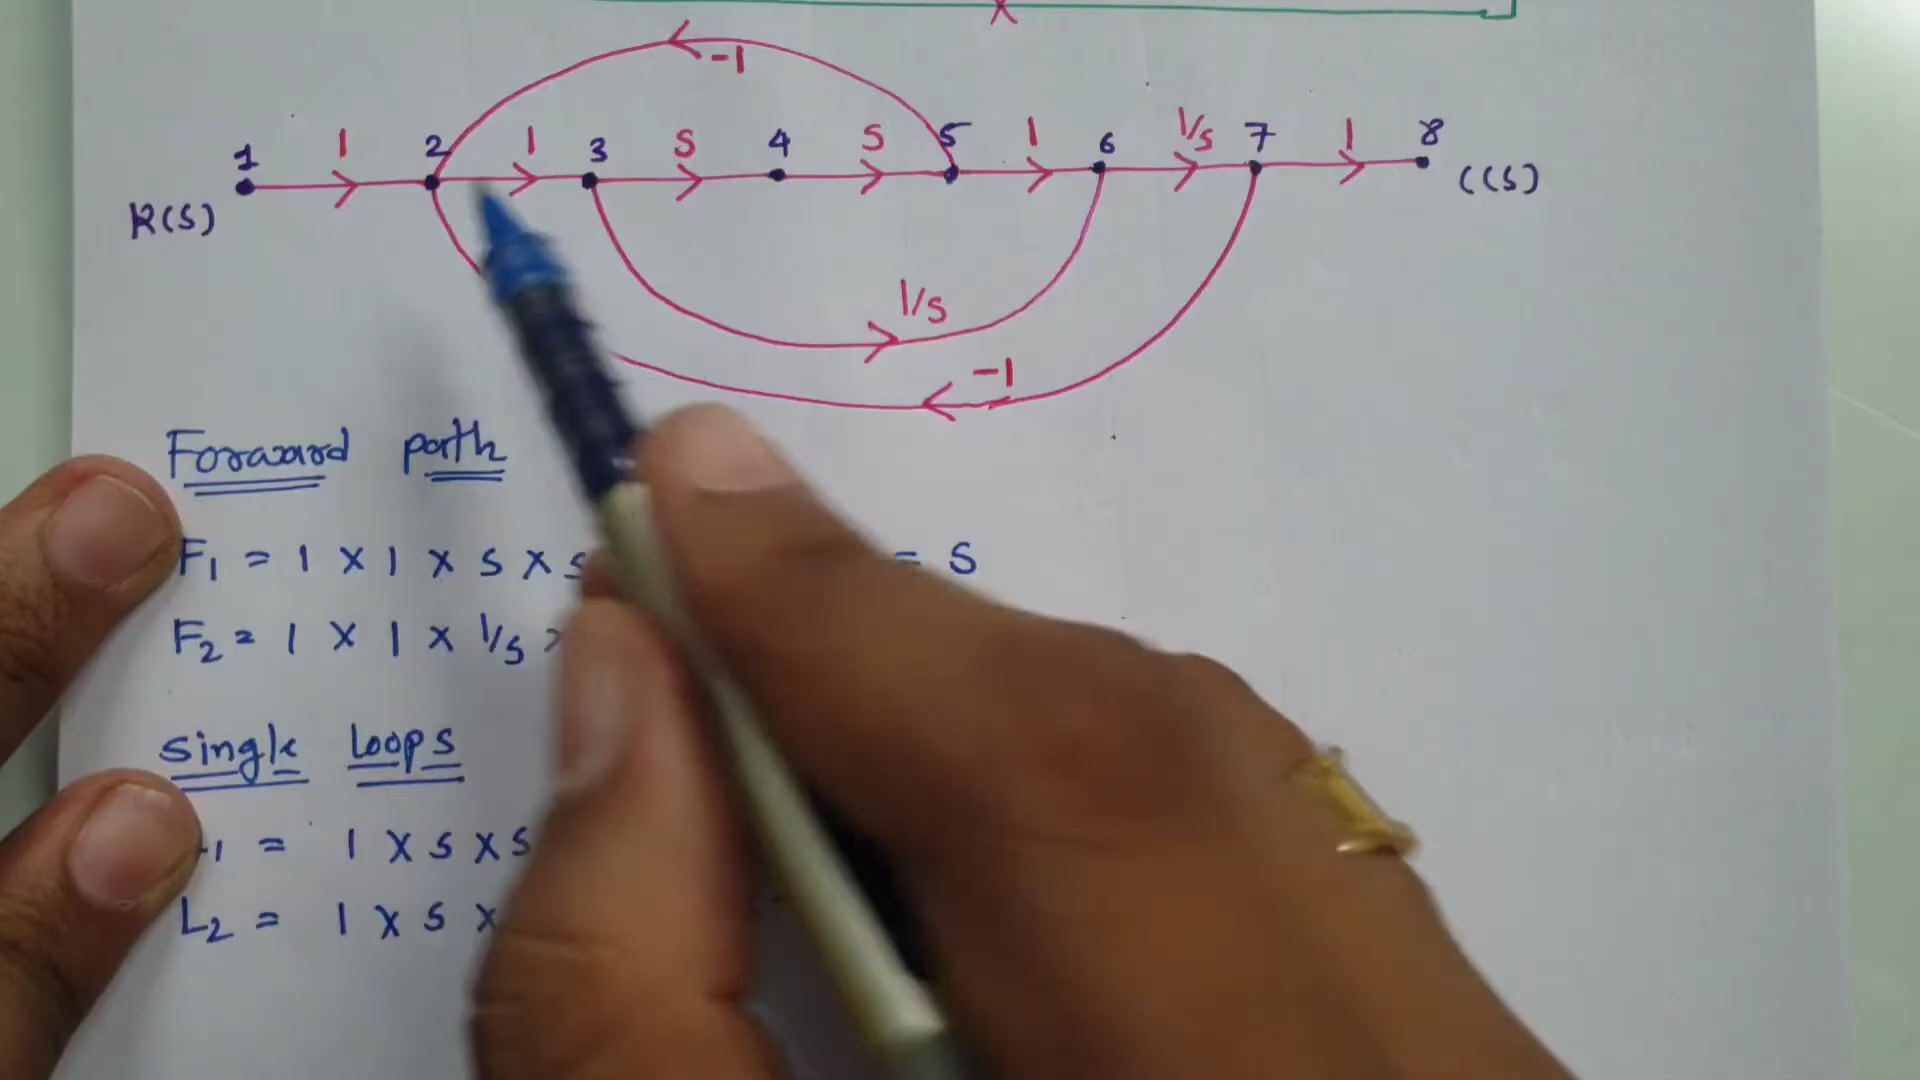 -1
1 1 2 1 3 S 4 S 5 1 6 1/s 7 1 8
R(S) C(S)
1/s
-1
Forward path
F1 = 1 X 1 X S X S = S
F2 = 1 X 1 X 1/s X
Single loops
1 = 1 X S X S
L2 = 1 X S X